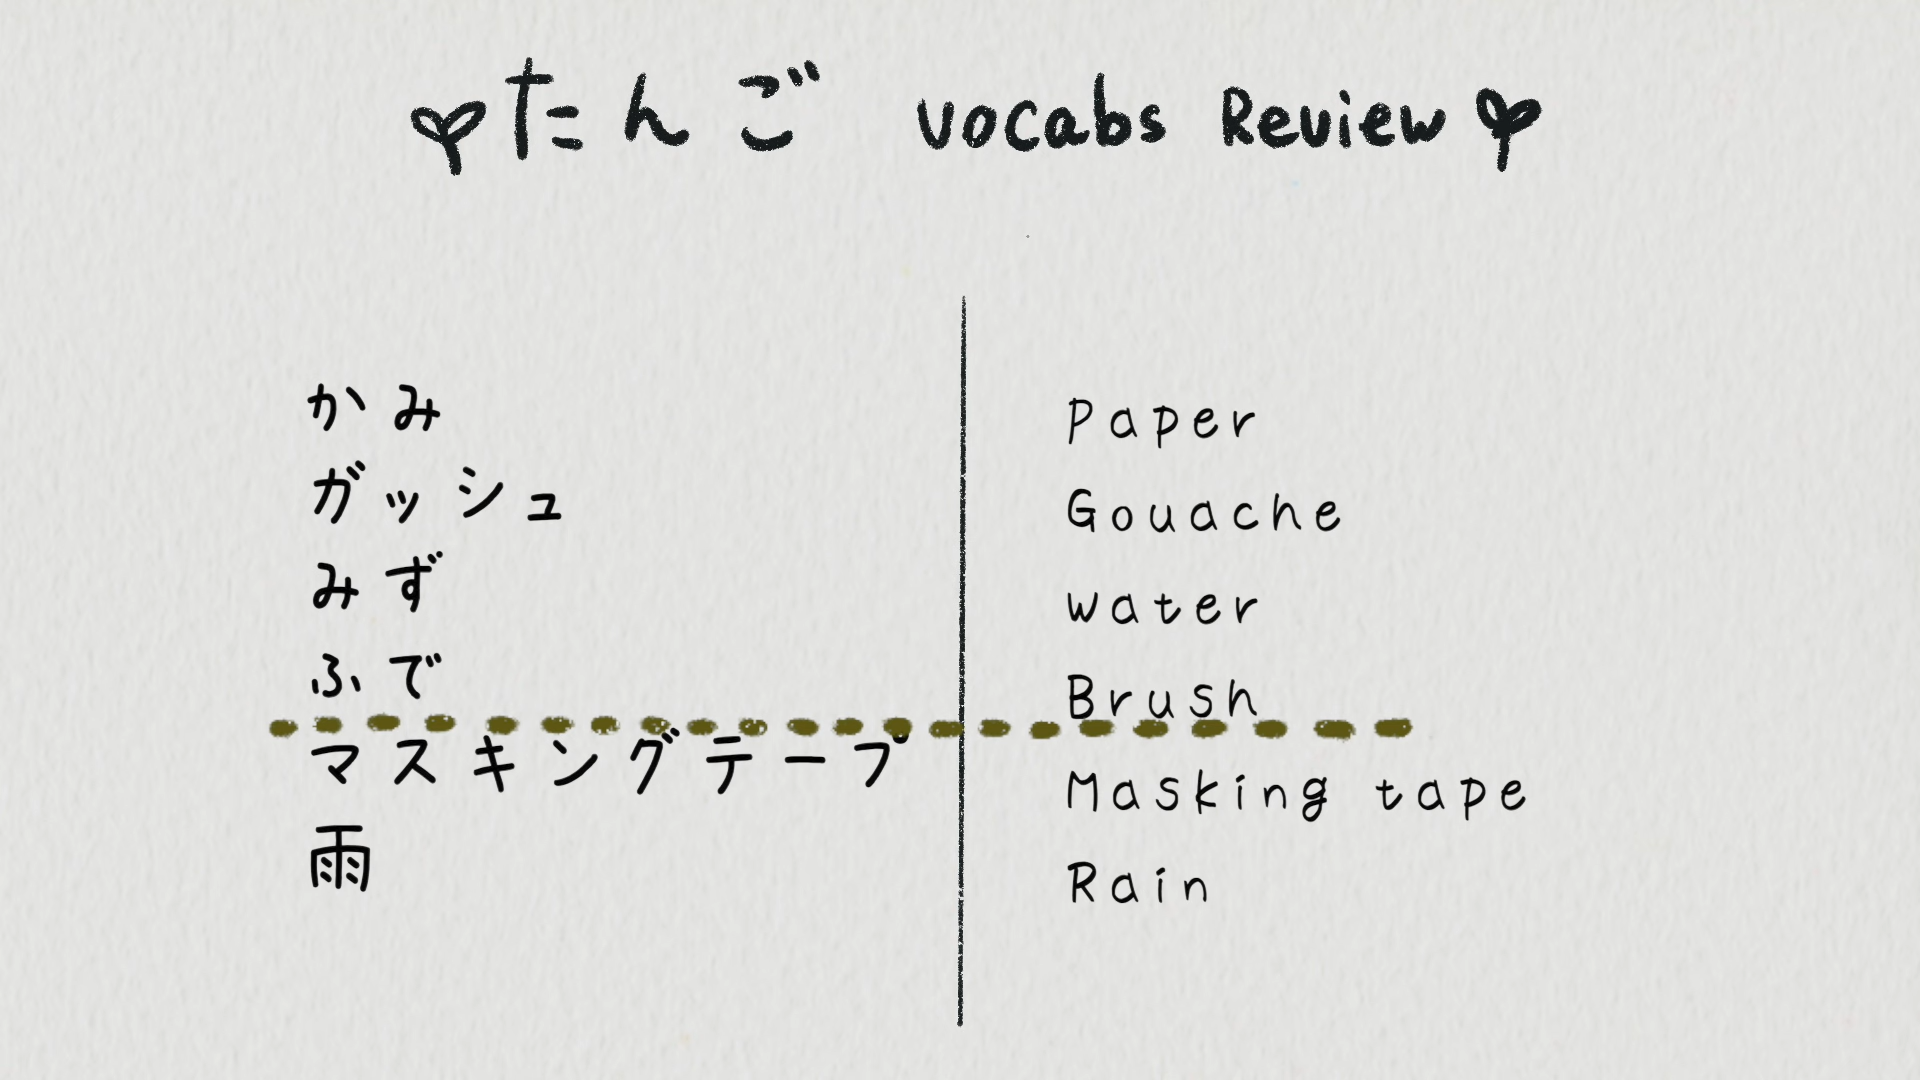 たんご vocabs Review
かみ Paper
ガッシュ Gouache
みず water
ふで Brush
マスキングテープ Masking tape
雨 Rain